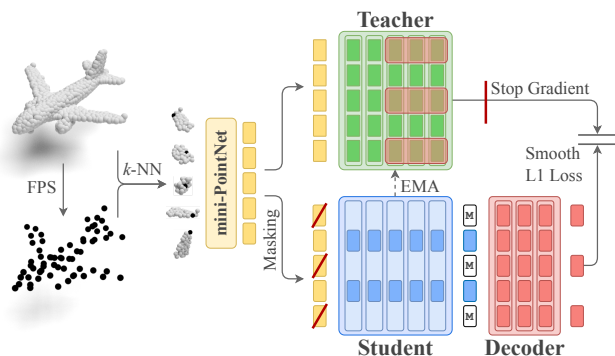 Teacher
Stop Gradient
k-NN
FPS
mini-PointNet
Smooth
L1 Loss
EMA
Masking
M
M
M
Student
Decoder